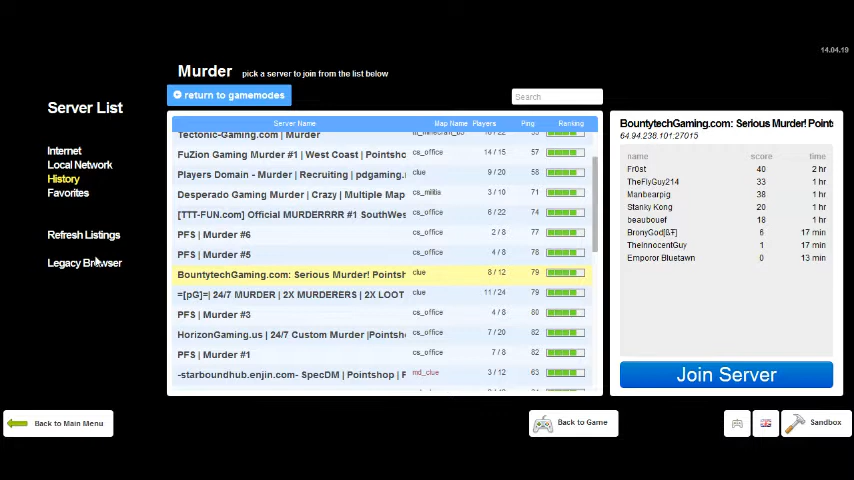 14.04.19
Murder pick a server to join from the list below
return to gamemodes
Search
Server List
Internet
Local Network
History
Favorites
Refresh Listings
Legacy Browser
Server Name Map Name Players Ping Ranking
Tectonic-Gaming.com | Murder
FuZion Gaming Murder #1 | West Coast | Pointshc cs_office 14 / 15 57
Players Domain - Murder | Recruiting | pdgaming. clue 9 / 20 58
Desperado Gaming Murder | Crazy | Multiple Map cs_militia 3 / 10 71
[TTT-FUN.com] Official MURDERRRR #1 SouthWes cs_office 6 / 22 74
PFS | Murder #6 cs_office 2 / 8 77
PFS | Murder #5 cs_office 4 / 8 78
BountytechGaming.com: Serious Murder! Pointsh clue 8 / 12 79
=[pG]=| 24/7 MURDER | 2X MURDERERS | 2X LOOT clue 11 / 24 79
PFS | Murder #3 cs_office 4 / 8 80
HorizonGaming.us | 24/7 Custom Murder |Pointsh cs_office 7 / 20 82
PFS | Murder #1 cs_office 7 / 8 82
-starboundhub.enjin.com- SpecDM | Pointshop | F md_clue 3 / 12 63
BountytechGaming.com: Serious Murder! Points
64.94.238.101:27015
name score time
Fr0st 40 2 hr
TheFlyGuy214 33 1 hr
Manbearpig 38 1 hr
Stanky Kong 20 1 hr
beaubouef 18 1 hr
BronyGod 6 17 min
TheInnocentGuy 1 17 min
Emporor Bluetawn 0 13 min
Join Server
Back to Main Menu
Back to Game
Sandbox